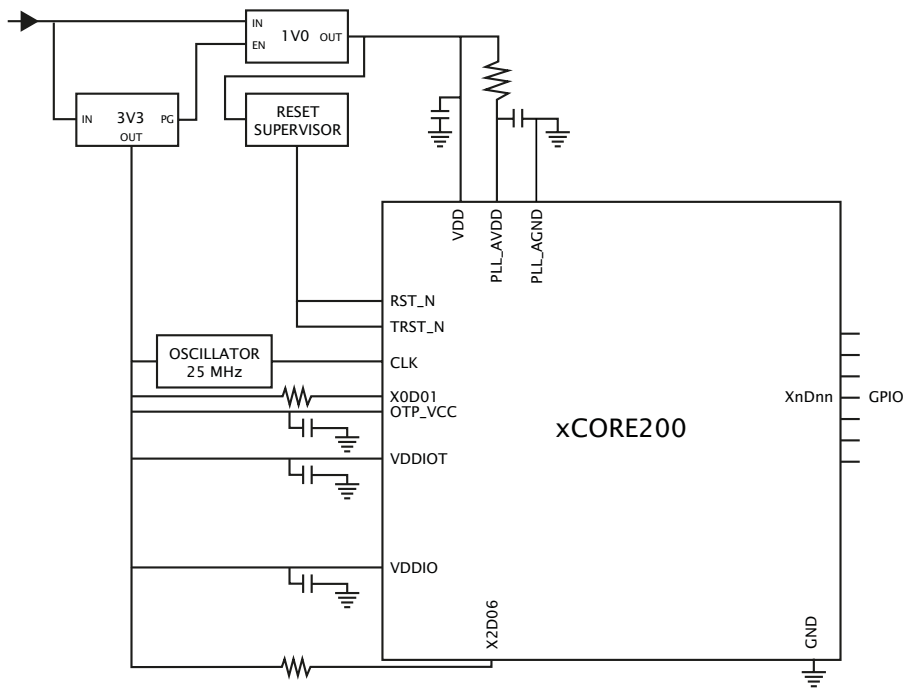 IN
1V0 OUT
EN
IN 3V3 PG
OUT
RESET
SUPERVISOR
VDD
PLL_AVDD
PLL_AGND
RST_N
TRST_N
OSCILLATOR
25 MHz
CLK
X0D01
OTP_VCC
XnDnn GPIO
xCORE200
VDDIOT
VDDIO
X2D06
GND